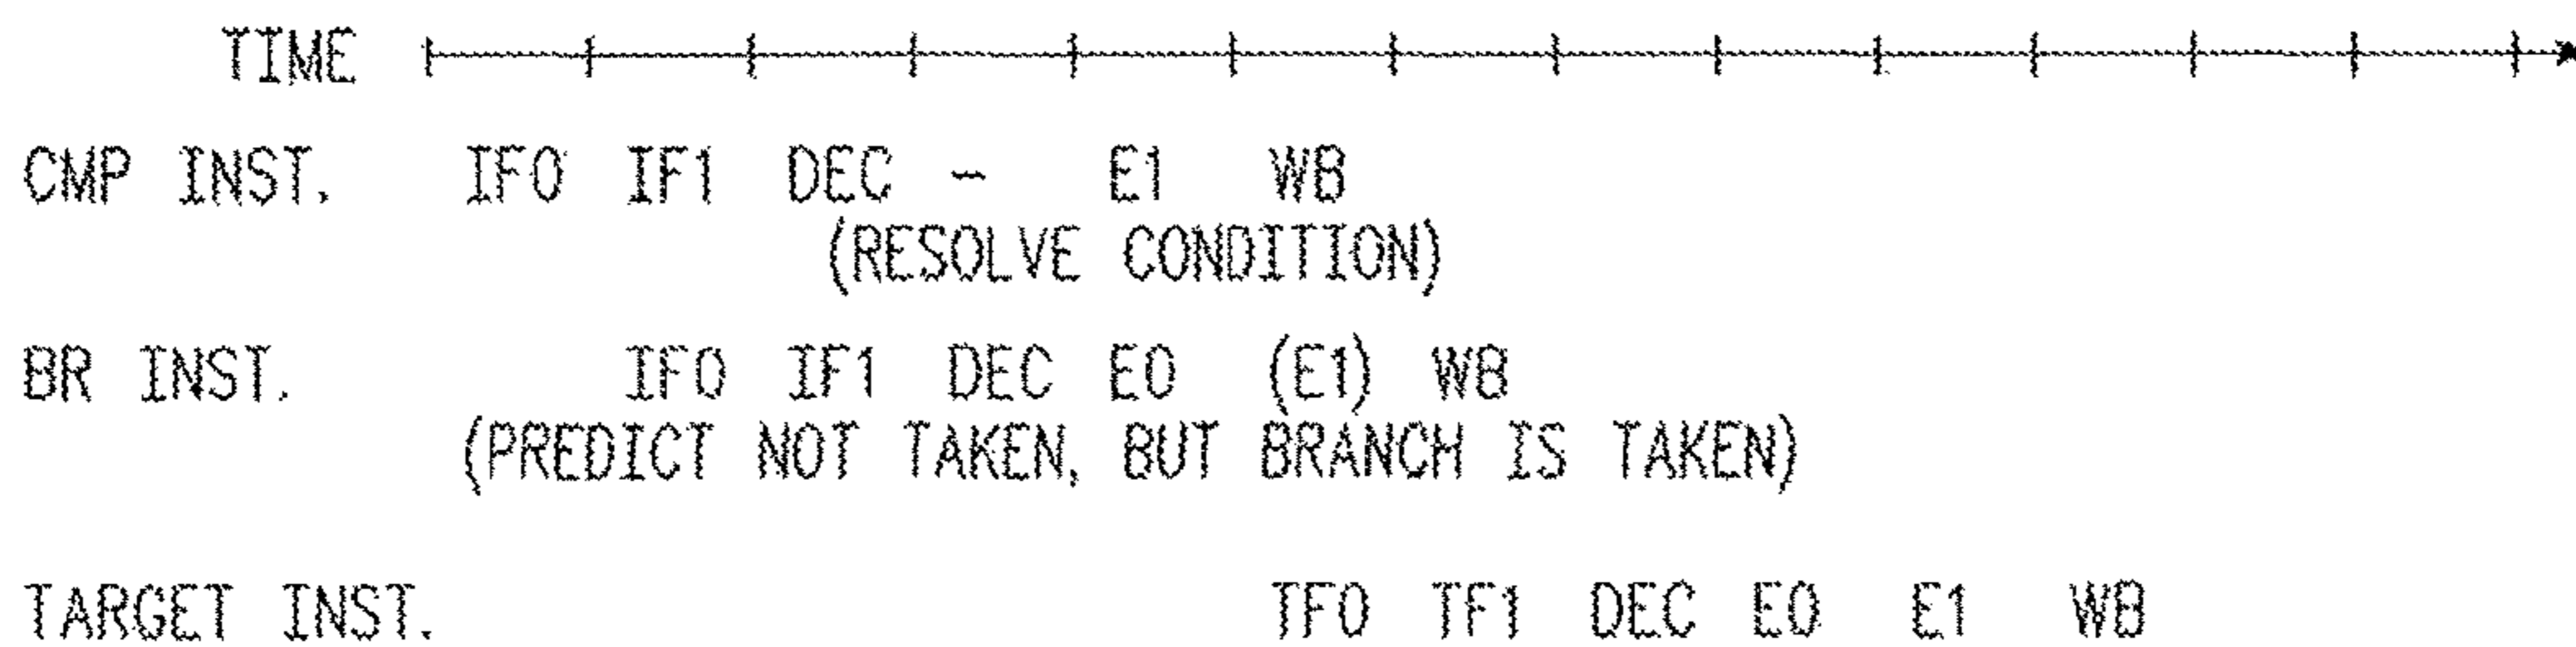 TIME
CMP INST. IF0 IF1 DEC - E1 WB
(RESOLVE CONDITION)
BR INST. IF0 IF1 DEC E0 (E1) WB
(PREDICT NOT TAKEN, BUT BRANCH IS TAKEN)
TARGET INST. TF0 TF1 DEC E0 E1 WB